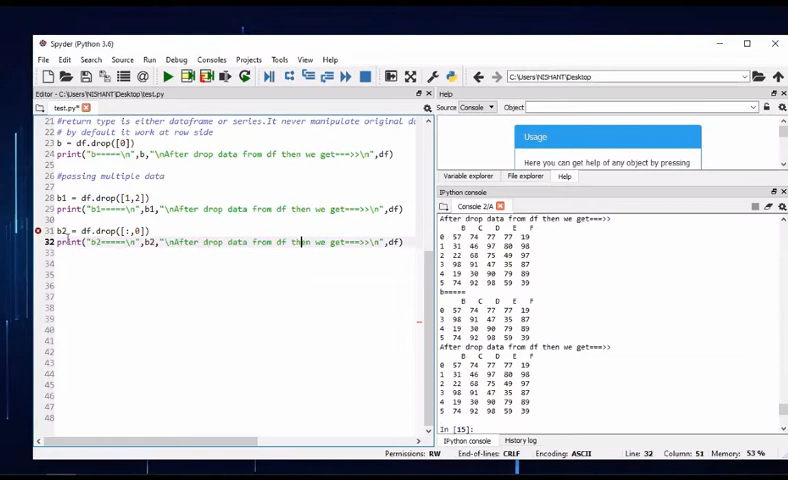 Spyder (Python 3.6)
File Edit Search Source Run Debug Consoles Projects Tools View Help
C:\Users\NISHANT\Desktop
Editor - C:\Users\NISHANT\Desktop\test.py
test.py*
21 #return type is either dataframe or series.It never manipulate original d
22 # by default it work at row side
23 b = df.drop([0])
24 print("b=====\n",b,"\nAfter drop data from df then we get===>>\n",df)
25
26 #passing multiple data
27
28 b1 = df.drop([1,2])
29 print("b1=====\n",b1,"\nAfter drop data from df then we get===>>\n",df)
30
31 b2 = df.drop([:,0])
32 print("b2=====\n",b2,"\nAfter drop data from df then we get===>>\n",df)
33
34
35
36
37
38
39
40
41
42
43
44
45
46
47
48
Help
Source Console Object
Usage
Here you can get help of any object by pressing
Variable explorer File explorer Help
IPython console
Console 2/A
After drop data from df then we get===>>
B C D E F
0 57 74 77 77 19
1 31 46 97 80 98
2 22 68 75 49 97
3 98 91 47 35 87
4 19 30 90 79 89
5 74 92 98 57 19
b=====
B C D E F
0 57 74 77 77 19
3 98 91 47 35 87
4 19 30 90 79 89
5 74 92 98 57 19
After drop data from df then we get===>>
B C D E F
0 57 74 77 77 19
1 31 46 97 80 98
2 22 68 75 49 97
3 98 91 47 35 87
4 19 30 90 79 89
5 74 92 98 57 19
In [15]:
IPython console History log
Permissions: RW End-of-lines: CRLF Encoding: ASCII Line: 32 Column: 51 Memory: 53 %